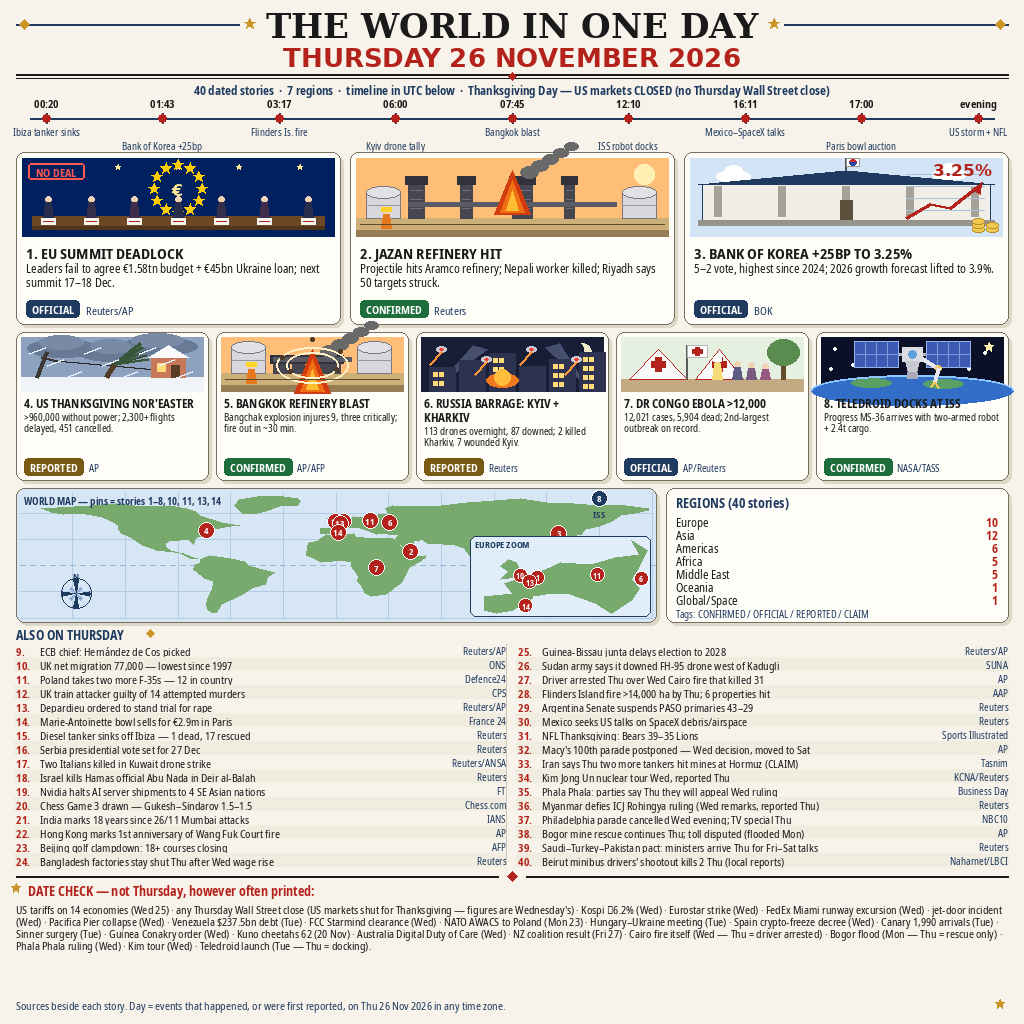 THE WORLD IN ONE DAY
THURSDAY 26 NOVEMBER 2026
40 dated stories · 7 regions · timeline in UTC below · Thanksgiving Day — US markets CLOSED (no Thursday Wall Street close)
00:20 01:43 03:17 06:00 07:45 12:10 16:11 17:00 evening
Ibiza tanker sinks Flinders Is. fire Bangkok blast Mexico–SpaceX talks US storm + NFL
Bank of Korea +25bp Kyiv drone tally ISS robot docks Paris bowl auction
NO DEAL
€
3.25%
1. EU SUMMIT DEADLOCK
Leaders fail to agree €1.58tn budget + €45bn Ukraine loan; next
summit 17–18 Dec.
OFFICIAL Reuters/AP
2. JAZAN REFINERY HIT
Projectile hits Aramco refinery; Nepali worker killed; Riyadh says
50 targets struck.
CONFIRMED Reuters
3. BANK OF KOREA +25BP TO 3.25%
5–2 vote, highest since 2024; 2026 growth forecast lifted to 3.9%.
OFFICIAL BOK
4. US THANKSGIVING NOR'EASTER
>960,000 without power; 2,300+ flights
delayed, 451 cancelled.
REPORTED AP
5. BANGKOK REFINERY BLAST
Bangchak explosion injures 9, three critically;
fire out in ~30 min.
CONFIRMED AP/AFP
6. RUSSIA BARRAGE: KYIV +
KHARKIV
113 drones overnight, 87 downed; 2 killed
Kharkiv, 7 wounded Kyiv.
REPORTED Reuters
7. DR CONGO EBOLA >12,000
12,021 cases, 5,904 dead; 2nd-largest
outbreak on record.
OFFICIAL AP/Reuters
8. TELEDROID DOCKS AT ISS
Progress MS-36 arrives with two-armed robot
+ 2.4t cargo.
CONFIRMED NASA/TASS
WORLD MAP — pins = stories 1–8, 10, 11, 13, 14
N
4
14
11
6
2
7
3
8
ISS
EUROPE ZOOM
13
11
6
14
REGIONS (40 stories)
Europe 10
Asia 12
Americas 6
Africa 5
Middle East 5
Oceania 1
Global/Space 1
Tags: CONFIRMED / OFFICIAL / REPORTED / CLAIM
ALSO ON THURSDAY
9. ECB chief: Hernández de Cos picked Reuters/AP
10. UK net migration 77,000 — lowest since 1997 ONS
11. Poland takes two more F-35s — 12 in country Defence24
12. UK train attacker guilty of 14 attempted murders CPS
13. Depardieu ordered to stand trial for rape Reuters/AP
14. Marie-Antoinette bowl sells for €2.9m in Paris France 24
15. Diesel tanker sinks off Ibiza — 1 dead, 17 rescued Reuters
16. Serbia presidential vote set for 27 Dec Reuters
17. Two Italians killed in Kuwait drone strike Reuters/ANSA
18. Israel kills Hamas official Abu Nada in Deir al-Balah Reuters
19. Nvidia halts AI server shipments to 4 SE Asian nations FT
20. Chess Game 3 drawn — Gukesh–Sindarov 1.5–1.5 Chess.com
21. India marks 18 years since 26/11 Mumbai attacks IANS
22. Hong Kong marks 1st anniversary of Wang Fuk Court fire AP
23. Beijing golf clampdown: 18+ courses closed AFP
24. Bangladesh factories stay shut Thu after Wed wage rise Reuters
25. Guinea-Bissau junta delays election to 2028 Reuters/AP
26. Sudan army says it downed FH-95 drone west of Kadugli SUNA
27. Driver arrested Thu over Wed Cairo fire that killed 31 AP
28. Flinders Island fire >14,000 ha by Thu; 6 properties hit AAP
29. Argentina Senate suspends PASO primaries 43–29 Reuters
30. Mexico seeks US talks on SpaceX debris/airspace Reuters
31. NFL Thanksgiving: Bears 39–35 Lions Sports Illustrated
32. Macy's 100th parade postponed — Wed decision, moved to Sat AP
33. Iran says Thu two more tankers hit mines at Hormuz (CLAIM) Tasnim
34. Kim Jong Un nuclear tour Wed, reported Thu KCNA/Reuters
35. Phala Phala: parties say Thu they will appeal Wed ruling Business Day
36. Myanmar defies ICJ Rohingya ruling (Wed remarks, reported Thu) Reuters
37. Philadelphia parade cancelled Wed evening; TV special Thu NBC10
38. Bogor mine rescue continues Thu; toll disputed (flooded Mon) AP
39. Saudi–Turkey–Pakistan pact: ministers arrive Thu for Fri–Sat talks Reuters
40. Beirut minibus drivers' shootout kills 2 Thu (local reports) Naharnet/LBCI
DATE CHECK — not Thursday, however often printed:
US tariffs on 14 economies (Wed 25) · any Thursday Wall Street close (US markets shut for Thanksgiving — figures are Wednesday's) · Kospi 6.2% (Wed) · Eurostar strike (Wed) · FedEx Miami runway excursion (Wed) · jet-door incident
(Wed) · Pacifica Pier collapse (Wed) · Venezuela $237.5bn debt (Tue) · FCC Starmind clearance (Wed) · NATO AWACS to Poland (Mon 23) · Hungary–Ukraine meeting (Tue) · Spain crypto-freeze decree (Wed) · Canary 1,990 arrivals (Tue) ·
Sinner surgery (Tue) · Guinea Conakry order (Wed) · Kuno cheetahs 62 (20 Nov) · Australia Digital Duty of Care (Wed) · NZ coalition result (Fri 27) · Cairo fire itself (Wed — Thu = driver arrested) · Bogor flood (Mon — Thu = rescue only) ·
Phala Phala ruling (Wed) · Kim tour (Wed) · Teledroid launch (Tue — Thu = docking).
Sources beside each story. Day = events that happened, or were first reported, on Thu 26 Nov 2026 in any time zone.